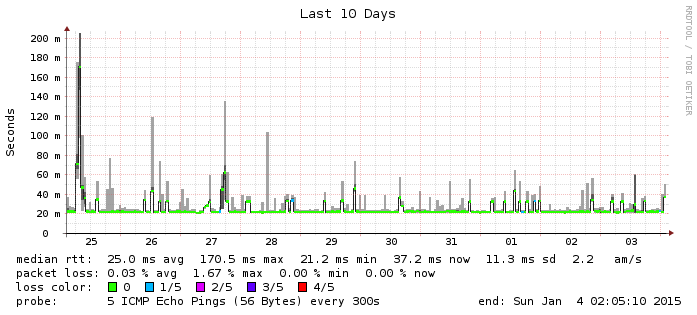 Last 10 Days
RRDTOOL / TOBI OETIKER
Seconds
200 m
180 m
160 m
140 m
120 m
100 m
80 m
60 m
40 m
20 m
0
25 26 27 28 29 30 31 01 02 03
median rtt: 25.0 ms avg 170.5 ms max 21.2 ms min 37.2 ms now 11.3 ms sd 2.2 am/s
packet loss: 0.03 % avg 1.67 % max 0.00 % min 0.00 % now
loss color: 0 1/5 2/5 3/5 4/5
probe: 5 ICMP Echo Pings (56 Bytes) every 300s end: Sun Jan 4 02:05:10 2015